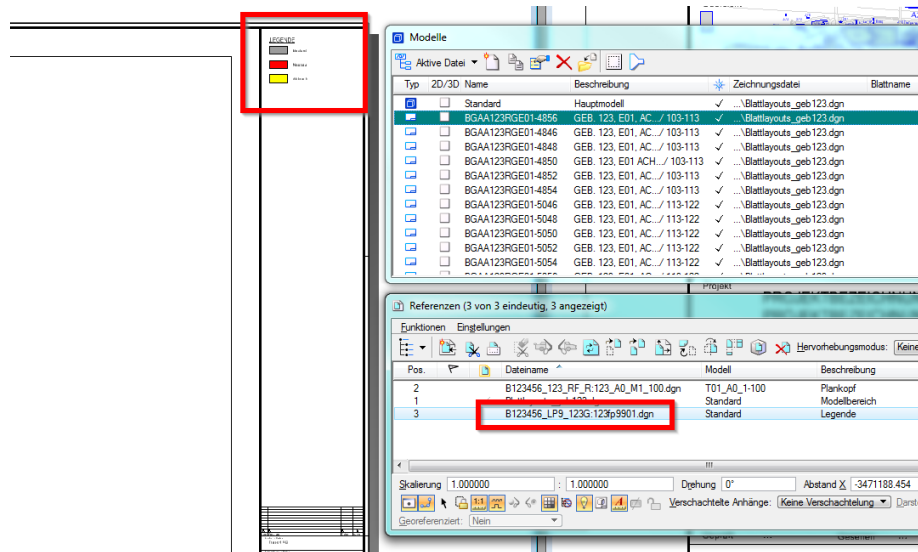 LEGENDE
Modelle
Aktive Datei
Typ 2D/3D Name Beschreibung Zeichnungsdatei Blattname
Standard Hauptmodell ✓ ...\Blattlayouts_geb123.dgn
BGAA123RGE01-4856 GEB. 123, E01, AC.../ 103-113 ✓ ...\Blattlayouts_geb123.dgn
BGAA123RGE01-4846 GEB. 123, E01, AC.../ 103-113 ✓ ...\Blattlayouts_geb123.dgn
BGAA123RGE01-4848 GEB. 123, E01, AC.../ 103-113 ✓ ...\Blattlayouts_geb123.dgn
BGAA123RGE01-4850 GEB. 123, E01 ACH.../ 103-113 ✓ ...\Blattlayouts_geb123.dgn
BGAA123RGE01-4852 GEB. 123, E01, AC.../ 103-113 ✓ ...\Blattlayouts_geb123.dgn
BGAA123RGE01-4854 GEB. 123, E01, AC.../ 103-113 ✓ ...\Blattlayouts_geb123.dgn
BGAA123RGE01-5046 GEB. 123, E01, AC.../ 113-122 ✓ ...\Blattlayouts_geb123.dgn
BGAA123RGE01-5048 GEB. 123, E01, AC.../ 113-122 ✓ ...\Blattlayouts_geb123.dgn
BGAA123RGE01-5050 GEB. 123, E01, AC.../ 113-122 ✓ ...\Blattlayouts_geb123.dgn
BGAA123RGE01-5052 GEB. 123, E01, AC.../ 113-122 ✓ ...\Blattlayouts_geb123.dgn
BGAA123RGE01-5054 GEB. 123, E01, AC.../ 113-122 ✓ ...\Blattlayouts_geb123.dgn
Projekt
Referenzen (3 von 3 eindeutig, 3 angezeigt)
Funktionen Einstellungen
Hervorhebungsmodus: Keine
Pos. Dateiname Modell Beschreibung
2 B123456_123_RF_R:123_A0_M1_100.dgn T01_A0_1-100 Plankopf
1 Standard Modellbereich
3 B123456_LP9_123G:123fp9901.dgn Standard Legende
Skalierung 1.000000 : 1.000000 Drehung 0° Abstand X -3471188.454
Verschachtelte Anhänge: Keine Verschachtelung Darst
Georeferenziert: Nein